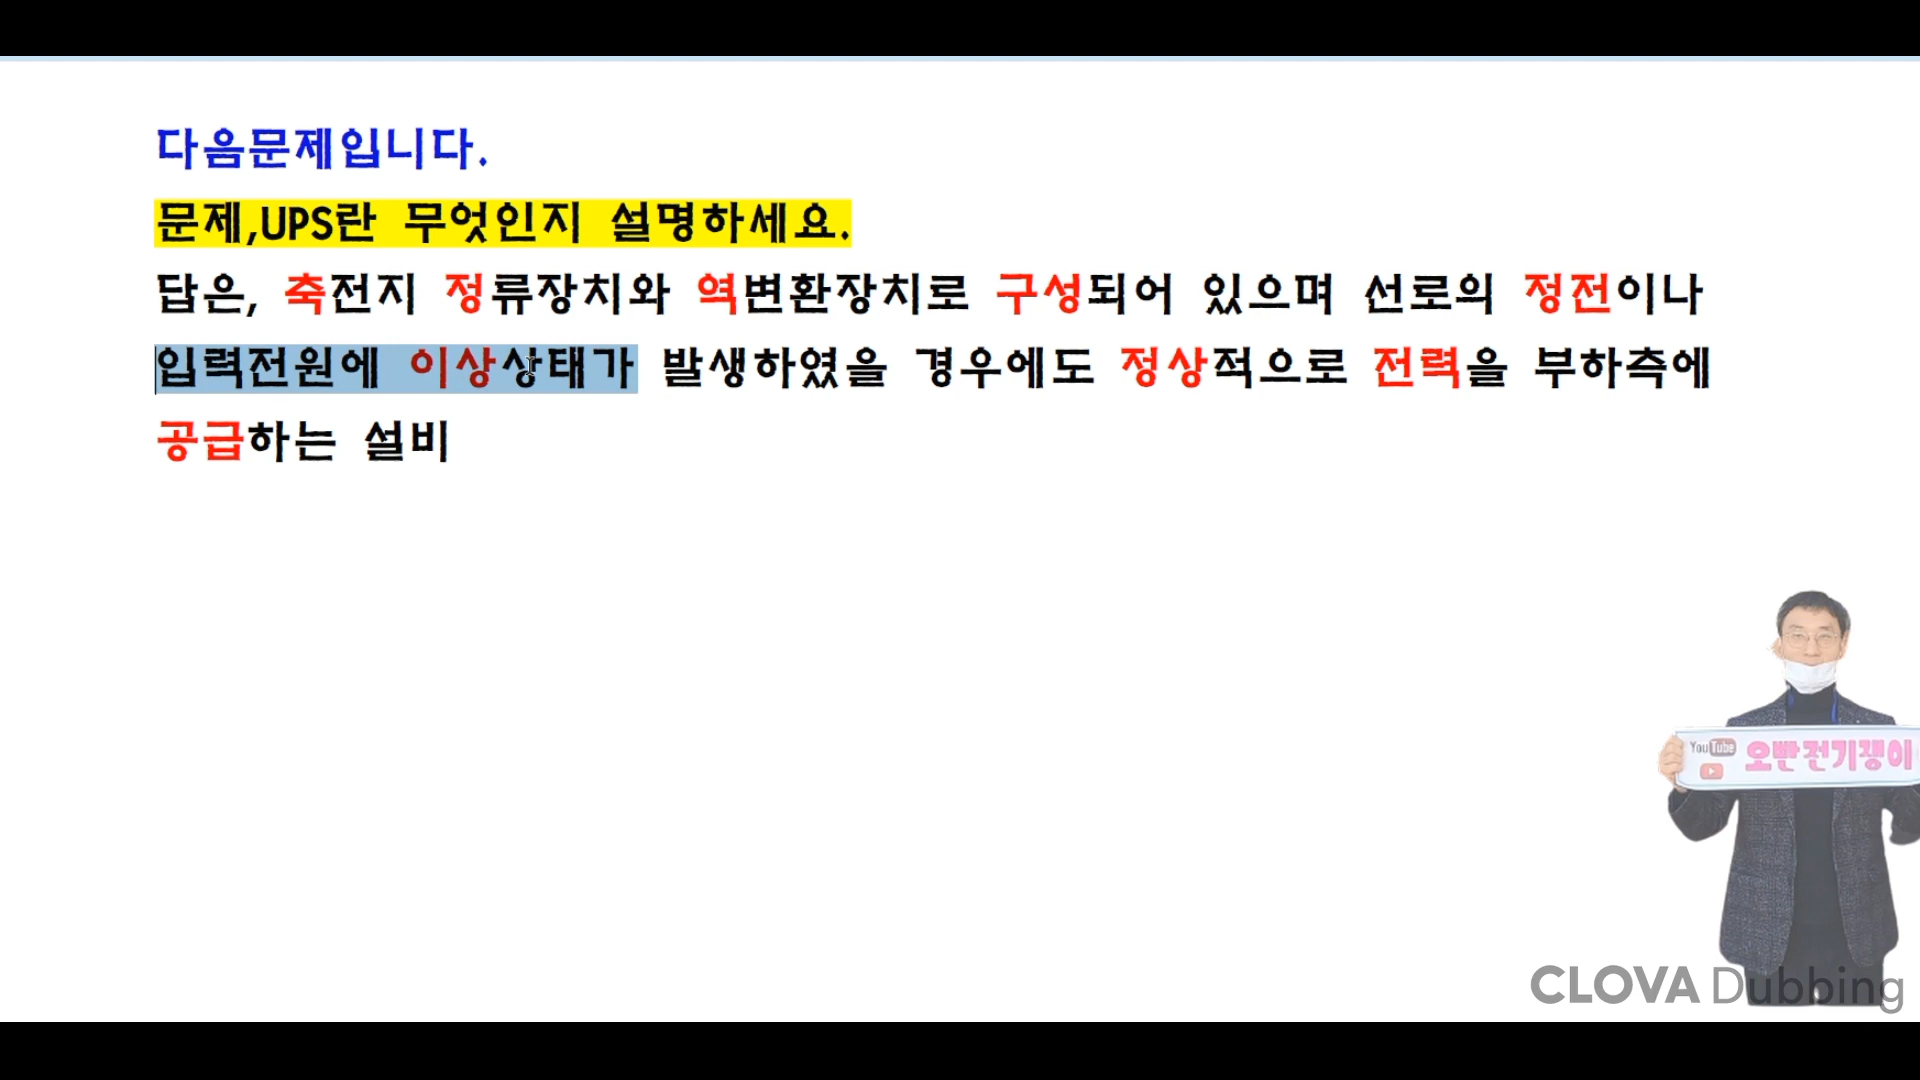 다음문제입니다.
문제,UPS란 무엇인지 설명하세요.
답은, 축전지 정류장치와 역변환장치로 구성되어 있으며 선로의 정전이나
입력전원에 이상상태가 발생하였을 경우에도 정상적으로 전력을 부하측에
공급하는 설비
YouTube 오빤전기쟁이
CLOVA Dubbing